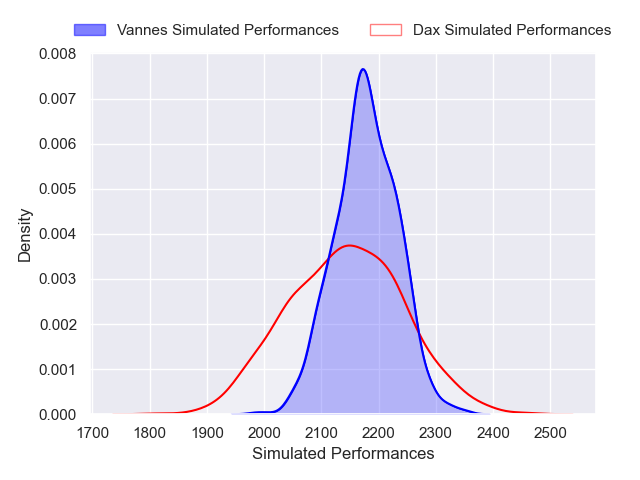 Vannes Simulated Performances Dax Simulated Performances
0.008
0.007
0.006
0.005
0.004
0.003
0.002
0.001
0.000
Density
1700 1800 1900 2000 2100 2200 2300 2400 2500
Simulated Performances